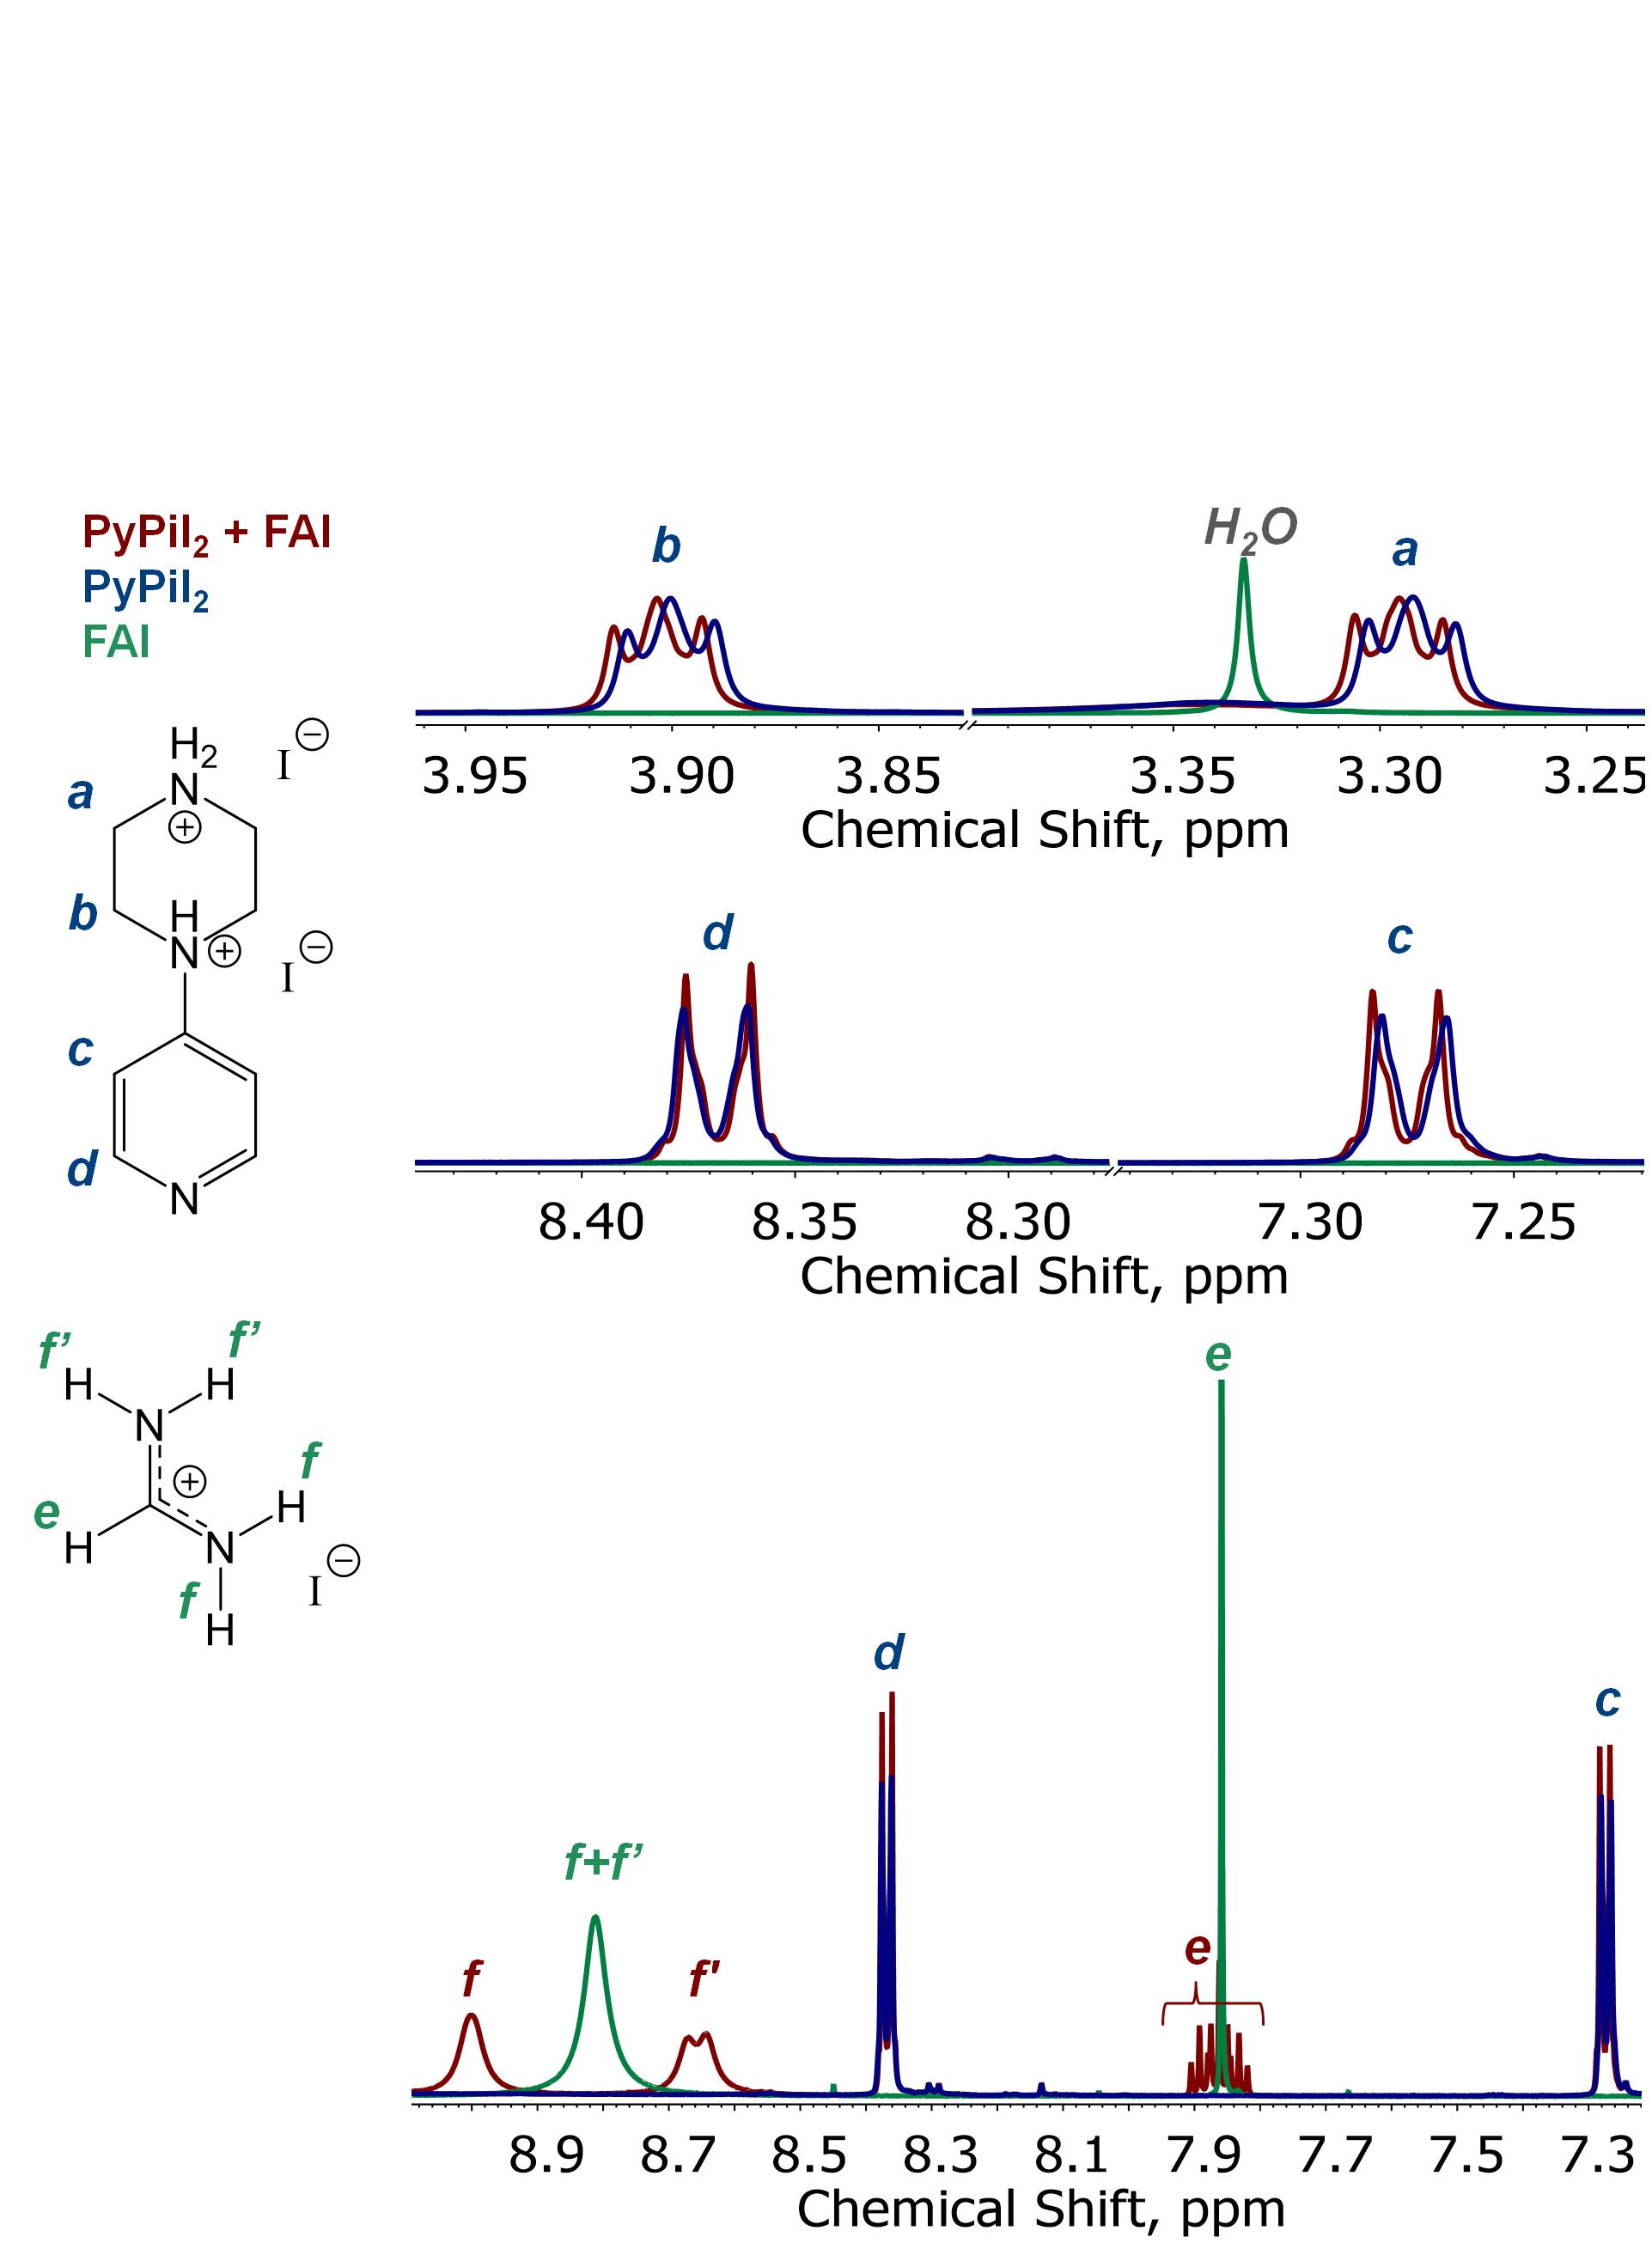 PyPiI₂ + FAI
PyPiI₂
FAI
b
H₂O
a
3.95 3.90 3.85 3.35 3.30 3.25
Chemical Shift, ppm
H₂
N
⊕
I⊖
a
b
H
N⊕
I⊖
c
d
N
d
c
8.40 8.35 8.30 7.30 7.25
Chemical Shift, ppm
f’ f’
H H
N
f
⊕
H
e
H
N
I⊖
f
H
e
d
c
f+f’
f
f'
e
8.9 8.7 8.5 8.3 8.1 7.9 7.7 7.5 7.3
Chemical Shift, ppm